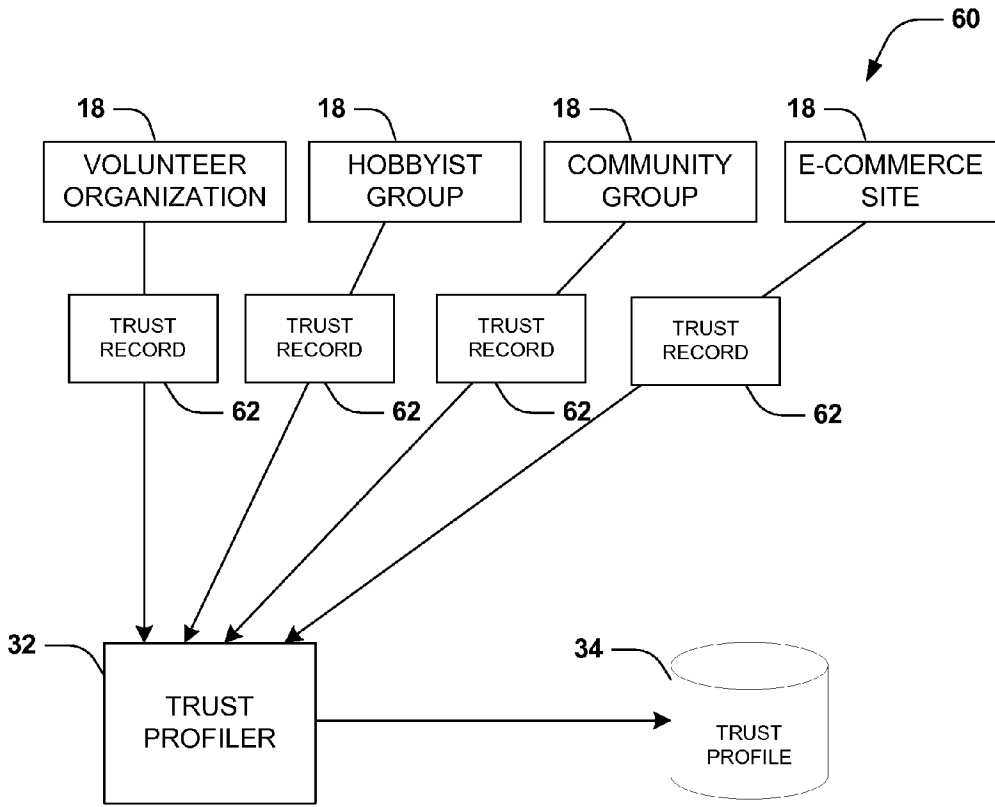 60
18
18
18
18
VOLUNTEER
ORGANIZATION
HOBBYIST
GROUP
COMMUNITY
GROUP
E-COMMERCE
SITE
TRUST
RECORD
TRUST
RECORD
TRUST
RECORD
TRUST
RECORD
62
62
62
62
32
TRUST
PROFILER
34
TRUST
PROFILE